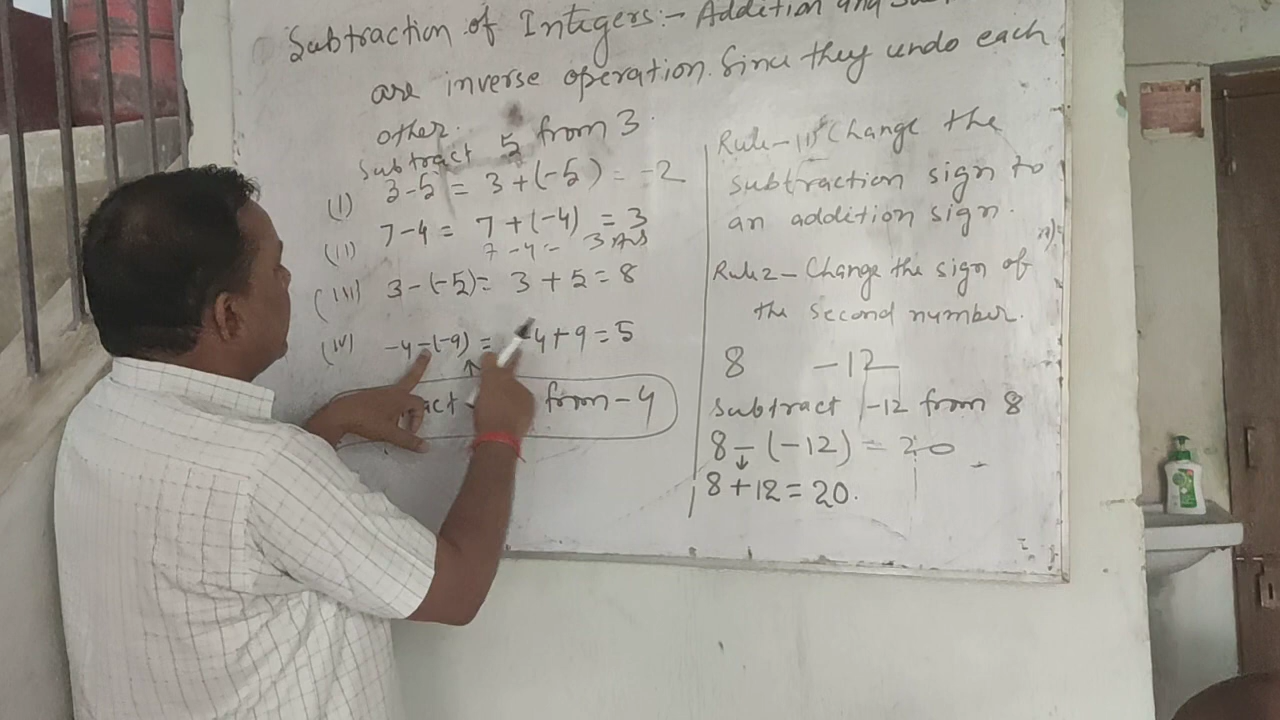 Subtraction of Integers:- Addition and
are inverse operation. Since they undo each
other.
Subtract 5 from 3.
(i) 3-5 = 3+(-5) = -2
(ii) 7-4 = 7+(-4) = 3
7-4 = 3 Ans
(iii) 3-(-5) = 3+5 = 8
(iv) -4-(-9) = -4+9 = 5
from -4
Rule-(1) Change the
subtraction sign to
an addition sign.
Rule 2 - Change the sign of
the second number.
8 -12
Subtract -12 from 8
8-(-12) = 20
8+12 = 20.